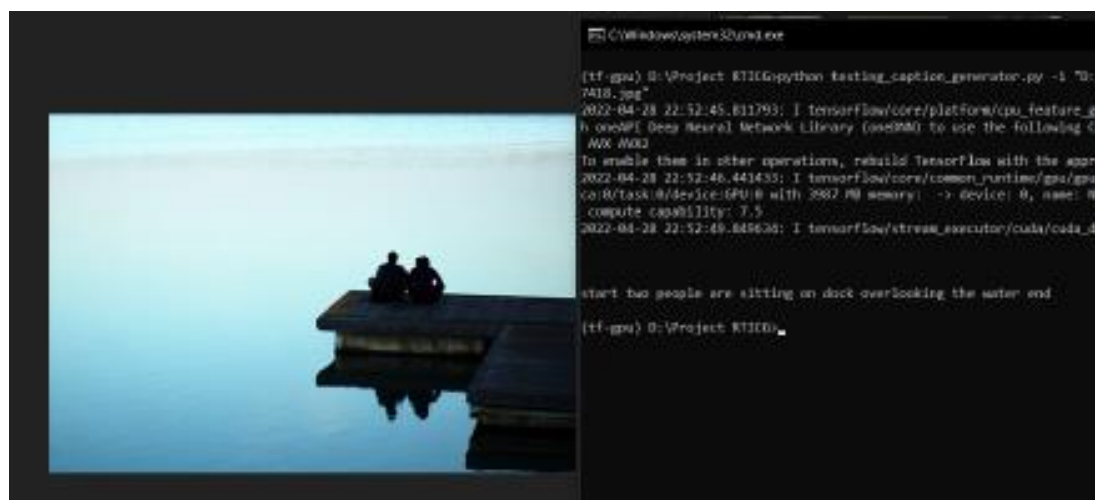 C:\Windows\system32\cmd.exe
(tf-gpu) D:\Project RTICG>python testing_caption_generator.py -i "D:
7418.jpg"
2022-04-28 22:52:45.811793: I tensorflow/core/platform/cpu_feature_g
h oneAPI Deep Neural Network Library (oneDNN) to use the following C
AVX AVX2
To enable them in other operations, rebuild TensorFlow with the appr
2022-04-28 22:52:46.441433: I tensorflow/core/common_runtime/gpu/gpu
ca:0/task:0/device:GPU:0 with 3987 MB memory: -> device: 0, name: N
compute capability: 7.5
2022-04-28 22:52:49.849634: I tensorflow/stream_executor/cuda/cuda_d
start two people are sitting on dock overlooking the water end
(tf-gpu) D:\Project RTICG>